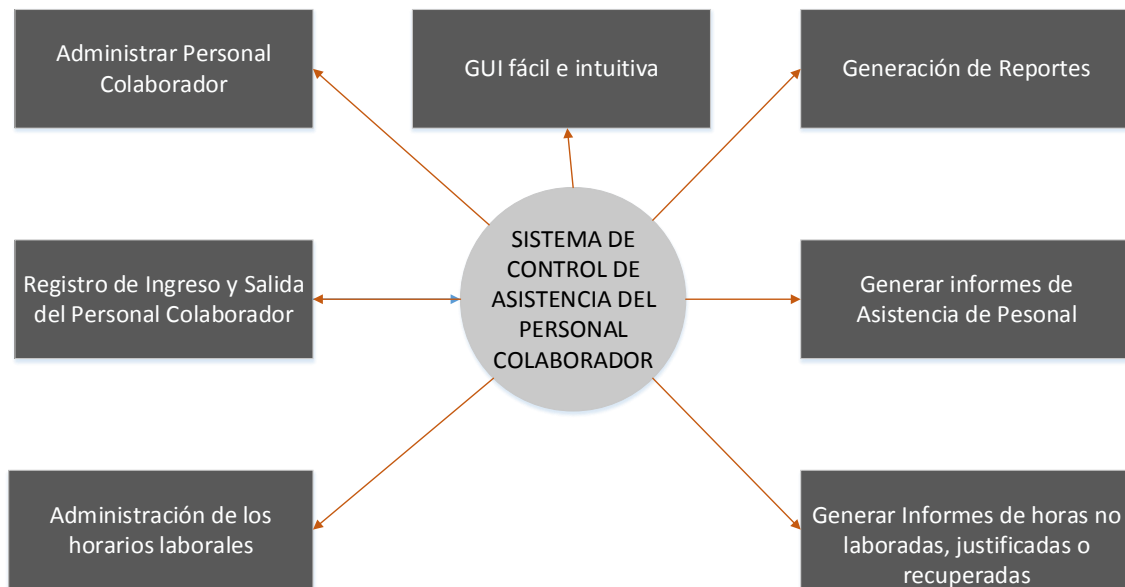 Administrar Personal
Colaborador
GUI fácil e intuitiva
Generación de Reportes
Registro de Ingreso y Salida
del Personal Colaborador
SISTEMA DE
CONTROL DE
ASISTENCIA DEL
PERSONAL
COLABORADOR
Generar informes de
Asistencia de Pesonal
Administración de los
horarios laborales
Generar Informes de horas no
laboradas, justificadas o
recuperadas